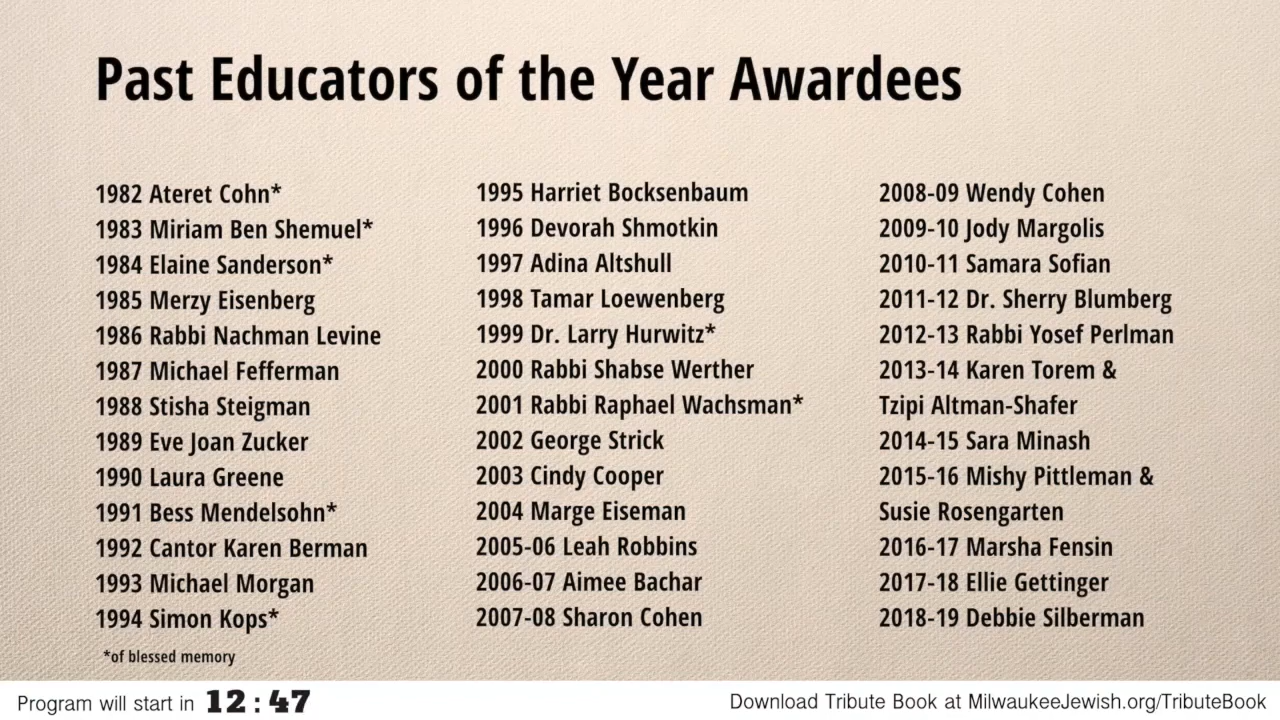 Past Educators of the Year Awardees
1982 Ateret Cohn*
1983 Miriam Ben Shemuel*
1984 Elaine Sanderson*
1985 Merzy Eisenberg
1986 Rabbi Nachman Levine
1987 Michael Fefferman
1988 Stisha Steigman
1989 Eve Joan Zucker
1990 Laura Greene
1991 Bess Mendelsohn*
1992 Cantor Karen Berman
1993 Michael Morgan
1994 Simon Kops*
*of blessed memory
1995 Harriet Bocksenbaum
1996 Devorah Shmotkin
1997 Adina Altshull
1998 Tamar Loewenberg
1999 Dr. Larry Hurwitz*
2000 Rabbi Shabse Werther
2001 Rabbi Raphael Wachsman*
2002 George Strick
2003 Cindy Cooper
2004 Marge Eiseman
2005-06 Leah Robbins
2006-07 Aimee Bachar
2007-08 Sharon Cohen
2008-09 Wendy Cohen
2009-10 Jody Margolis
2010-11 Samara Sofian
2011-12 Dr. Sherry Blumberg
2012-13 Rabbi Yosef Perlman
2013-14 Karen Torem &
Tzipi Altman-Shafer
2014-15 Sara Minash
2015-16 Mishy Pittleman &
Susie Rosengarten
2016-17 Marsha Fensin
2017-18 Ellie Gettinger
2018-19 Debbie Silberman
Program will start in 12:47
Download Tribute Book at MilwaukeeJewish.org/TributeBook